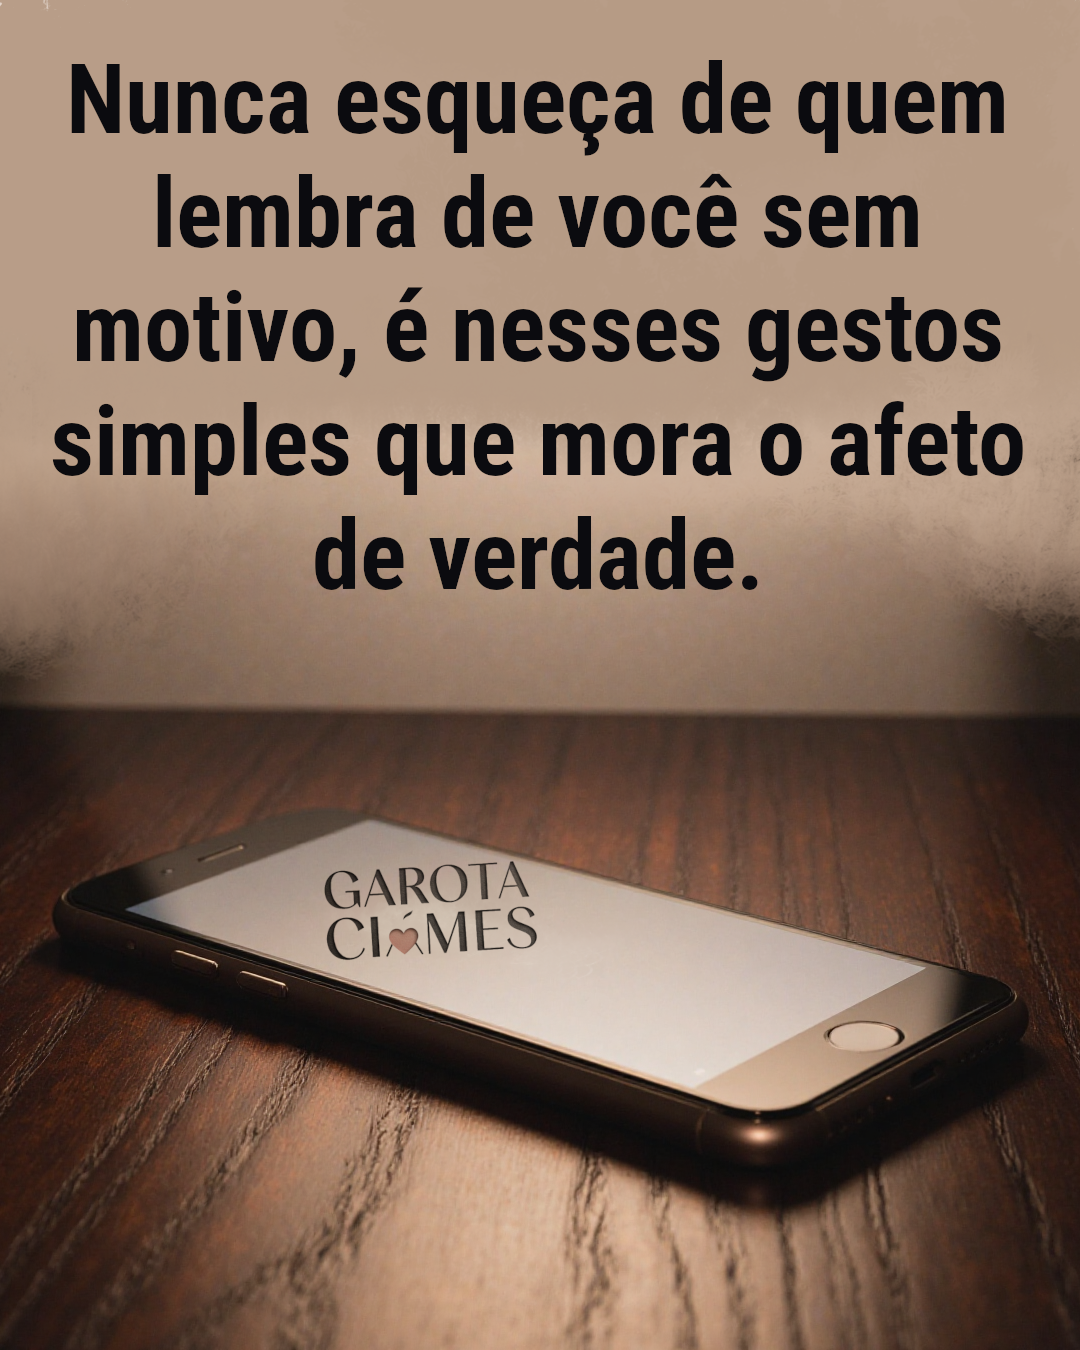 Nunca esqueça de quem
lembra de você sem
motivo, é nesses gestos
simples que mora o afeto
de verdade.
GAROTA
CIÚMES